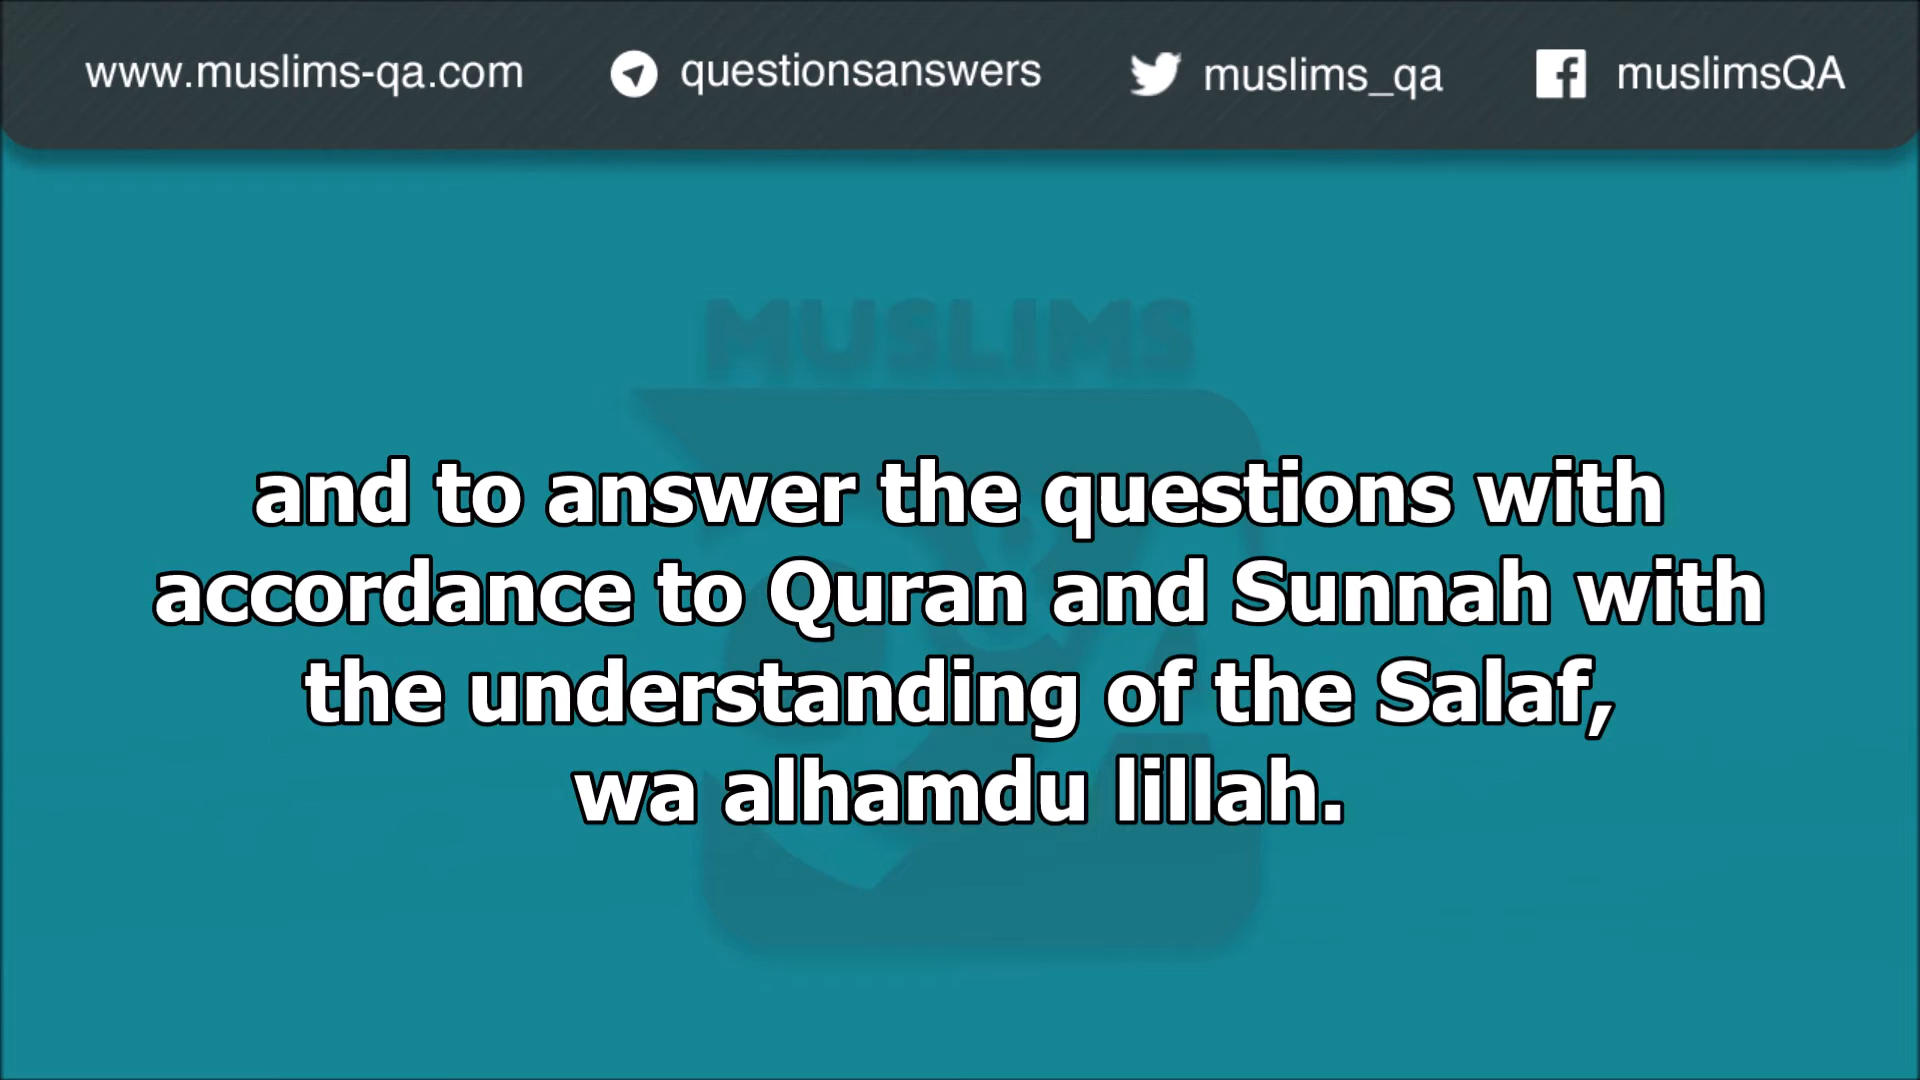 www.muslims-qa.com questionsanswers muslims_qa muslimsQA
MUSLIMS
and to answer the questions with
accordance to Quran and Sunnah with
the understanding of the Salaf,
wa alhamdu lillah.